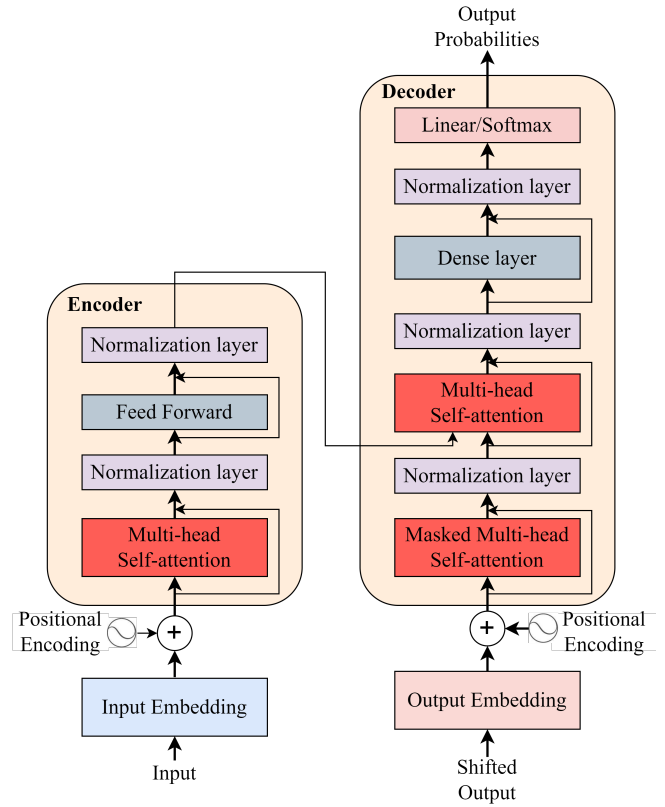 Output
Probabilities
Decoder
Linear/Softmax
Normalization layer
Dense layer
Normalization layer
Multi-head
Self-attention
Normalization layer
Masked Multi-head
Self-attention
Positional
Encoding
Output Embedding
Shifted
Output
Encoder
Normalization layer
Feed Forward
Normalization layer
Multi-head
Self-attention
Positional
Encoding
Input Embedding
Input